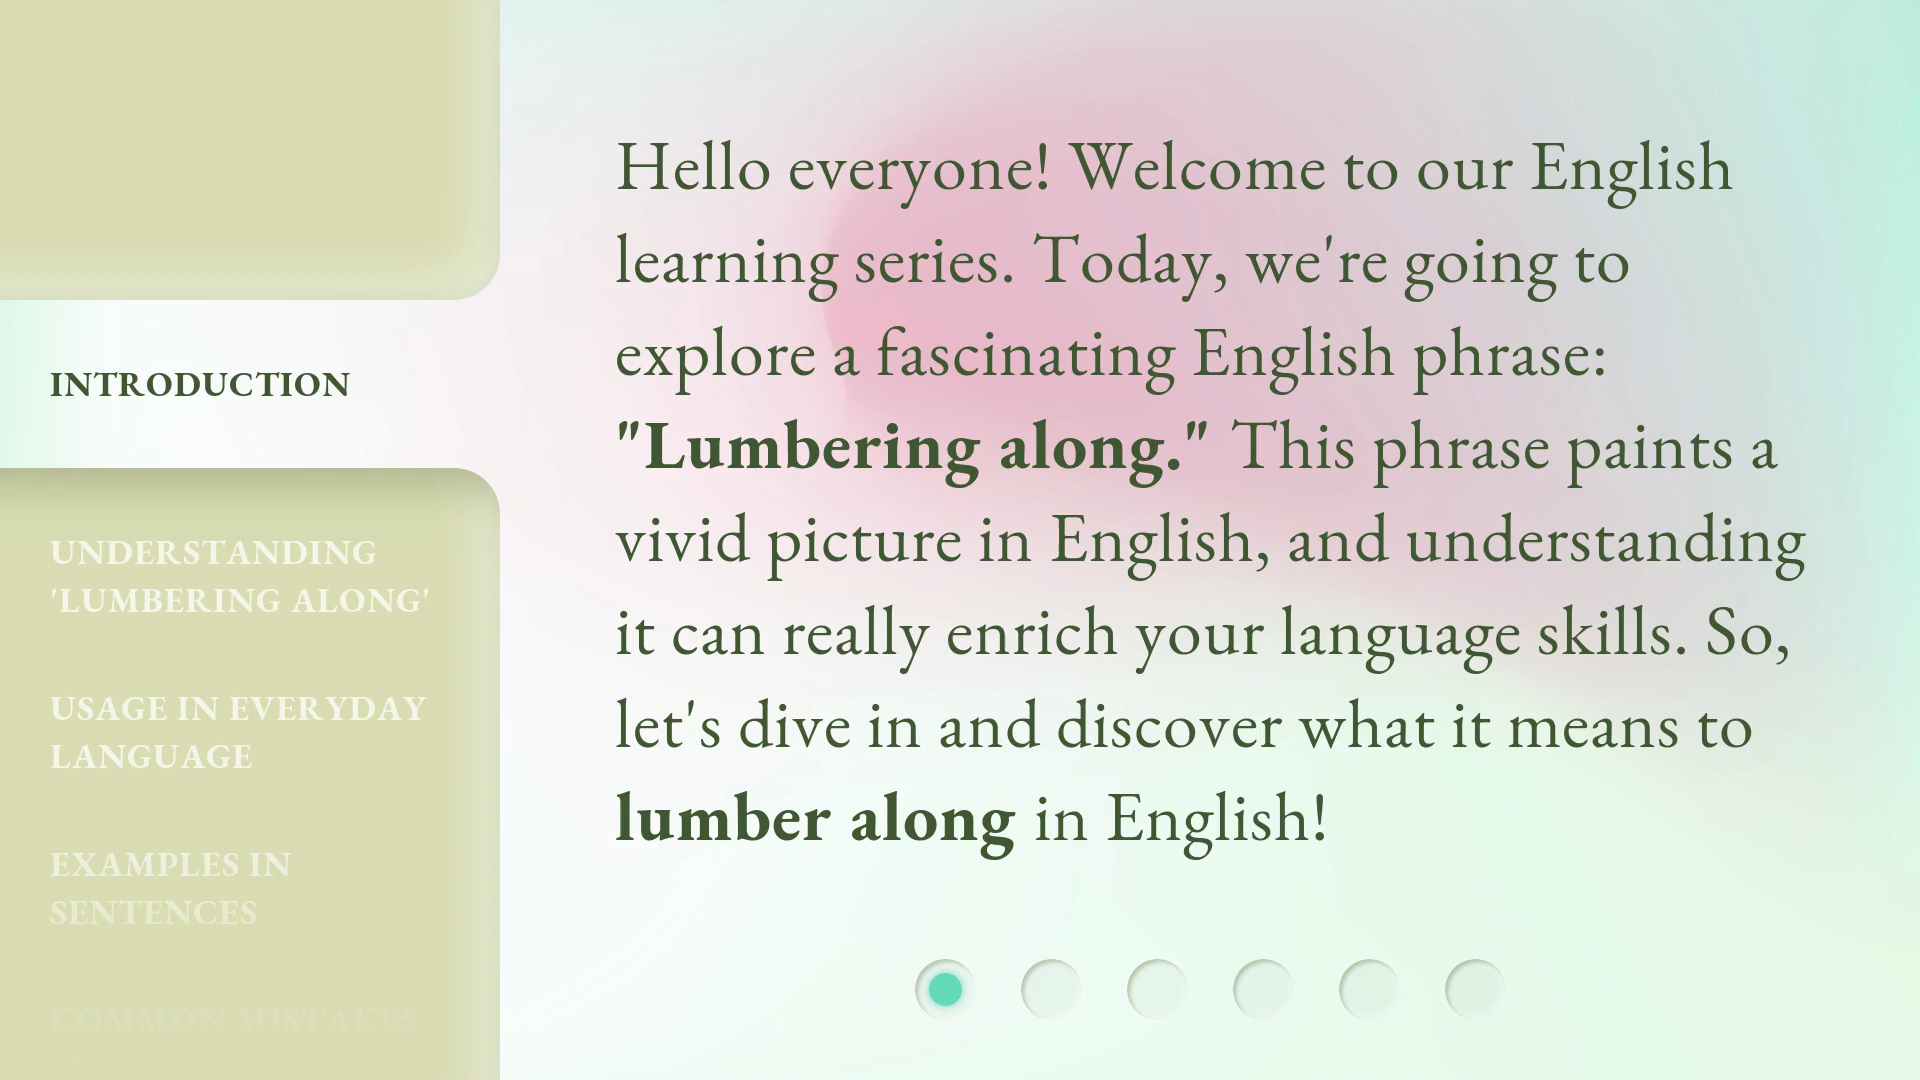 INTRODUCTION
UNDERSTANDING
'LUMBERING ALONG'
USAGE IN EVERYDAY
LANGUAGE
EXAMPLES IN
SENTENCES
COMMON MISTAKES
Hello everyone! Welcome to our English
learning series. Today, we're going to
explore a fascinating English phrase:
"Lumbering along." This phrase paints a
vivid picture in English, and understanding
it can really enrich your language skills. So,
let's dive in and discover what it means to
lumber along in English!